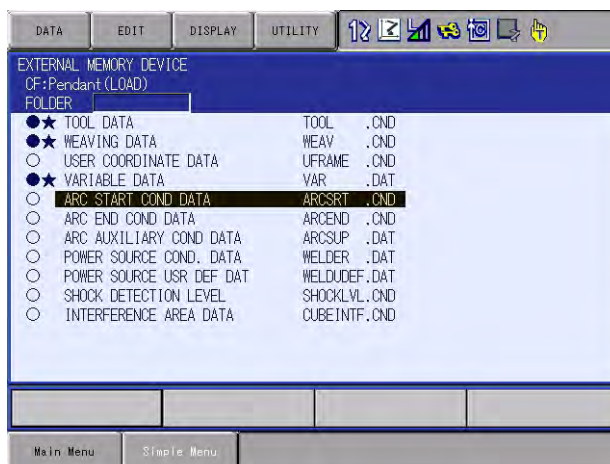 DATA EDIT DISPLAY UTILITY
EXTERNAL MEMORY DEVICE
CF:Pendant(LOAD)
FOLDER
●★ TOOL DATA TOOL .CND
●★ WEAVING DATA WEAV .CND
○ USER COORDINATE DATA UFRAME .CND
●★ VARIABLE DATA VAR .DAT
○ ARC START COND DATA ARCSRT .CND
○ ARC END COND DATA ARCEND .CND
○ ARC AUXILIARY COND DATA ARCSUP .DAT
○ POWER SOURCE COND. DATA WELDER .DAT
○ POWER SOURCE USR DEF DAT WELDUDEF.DAT
○ SHOCK DETECTION LEVEL SHOCKLVL.CND
○ INTERFERENCE AREA DATA CUBEINTF.CND
Main Menu Simple Menu